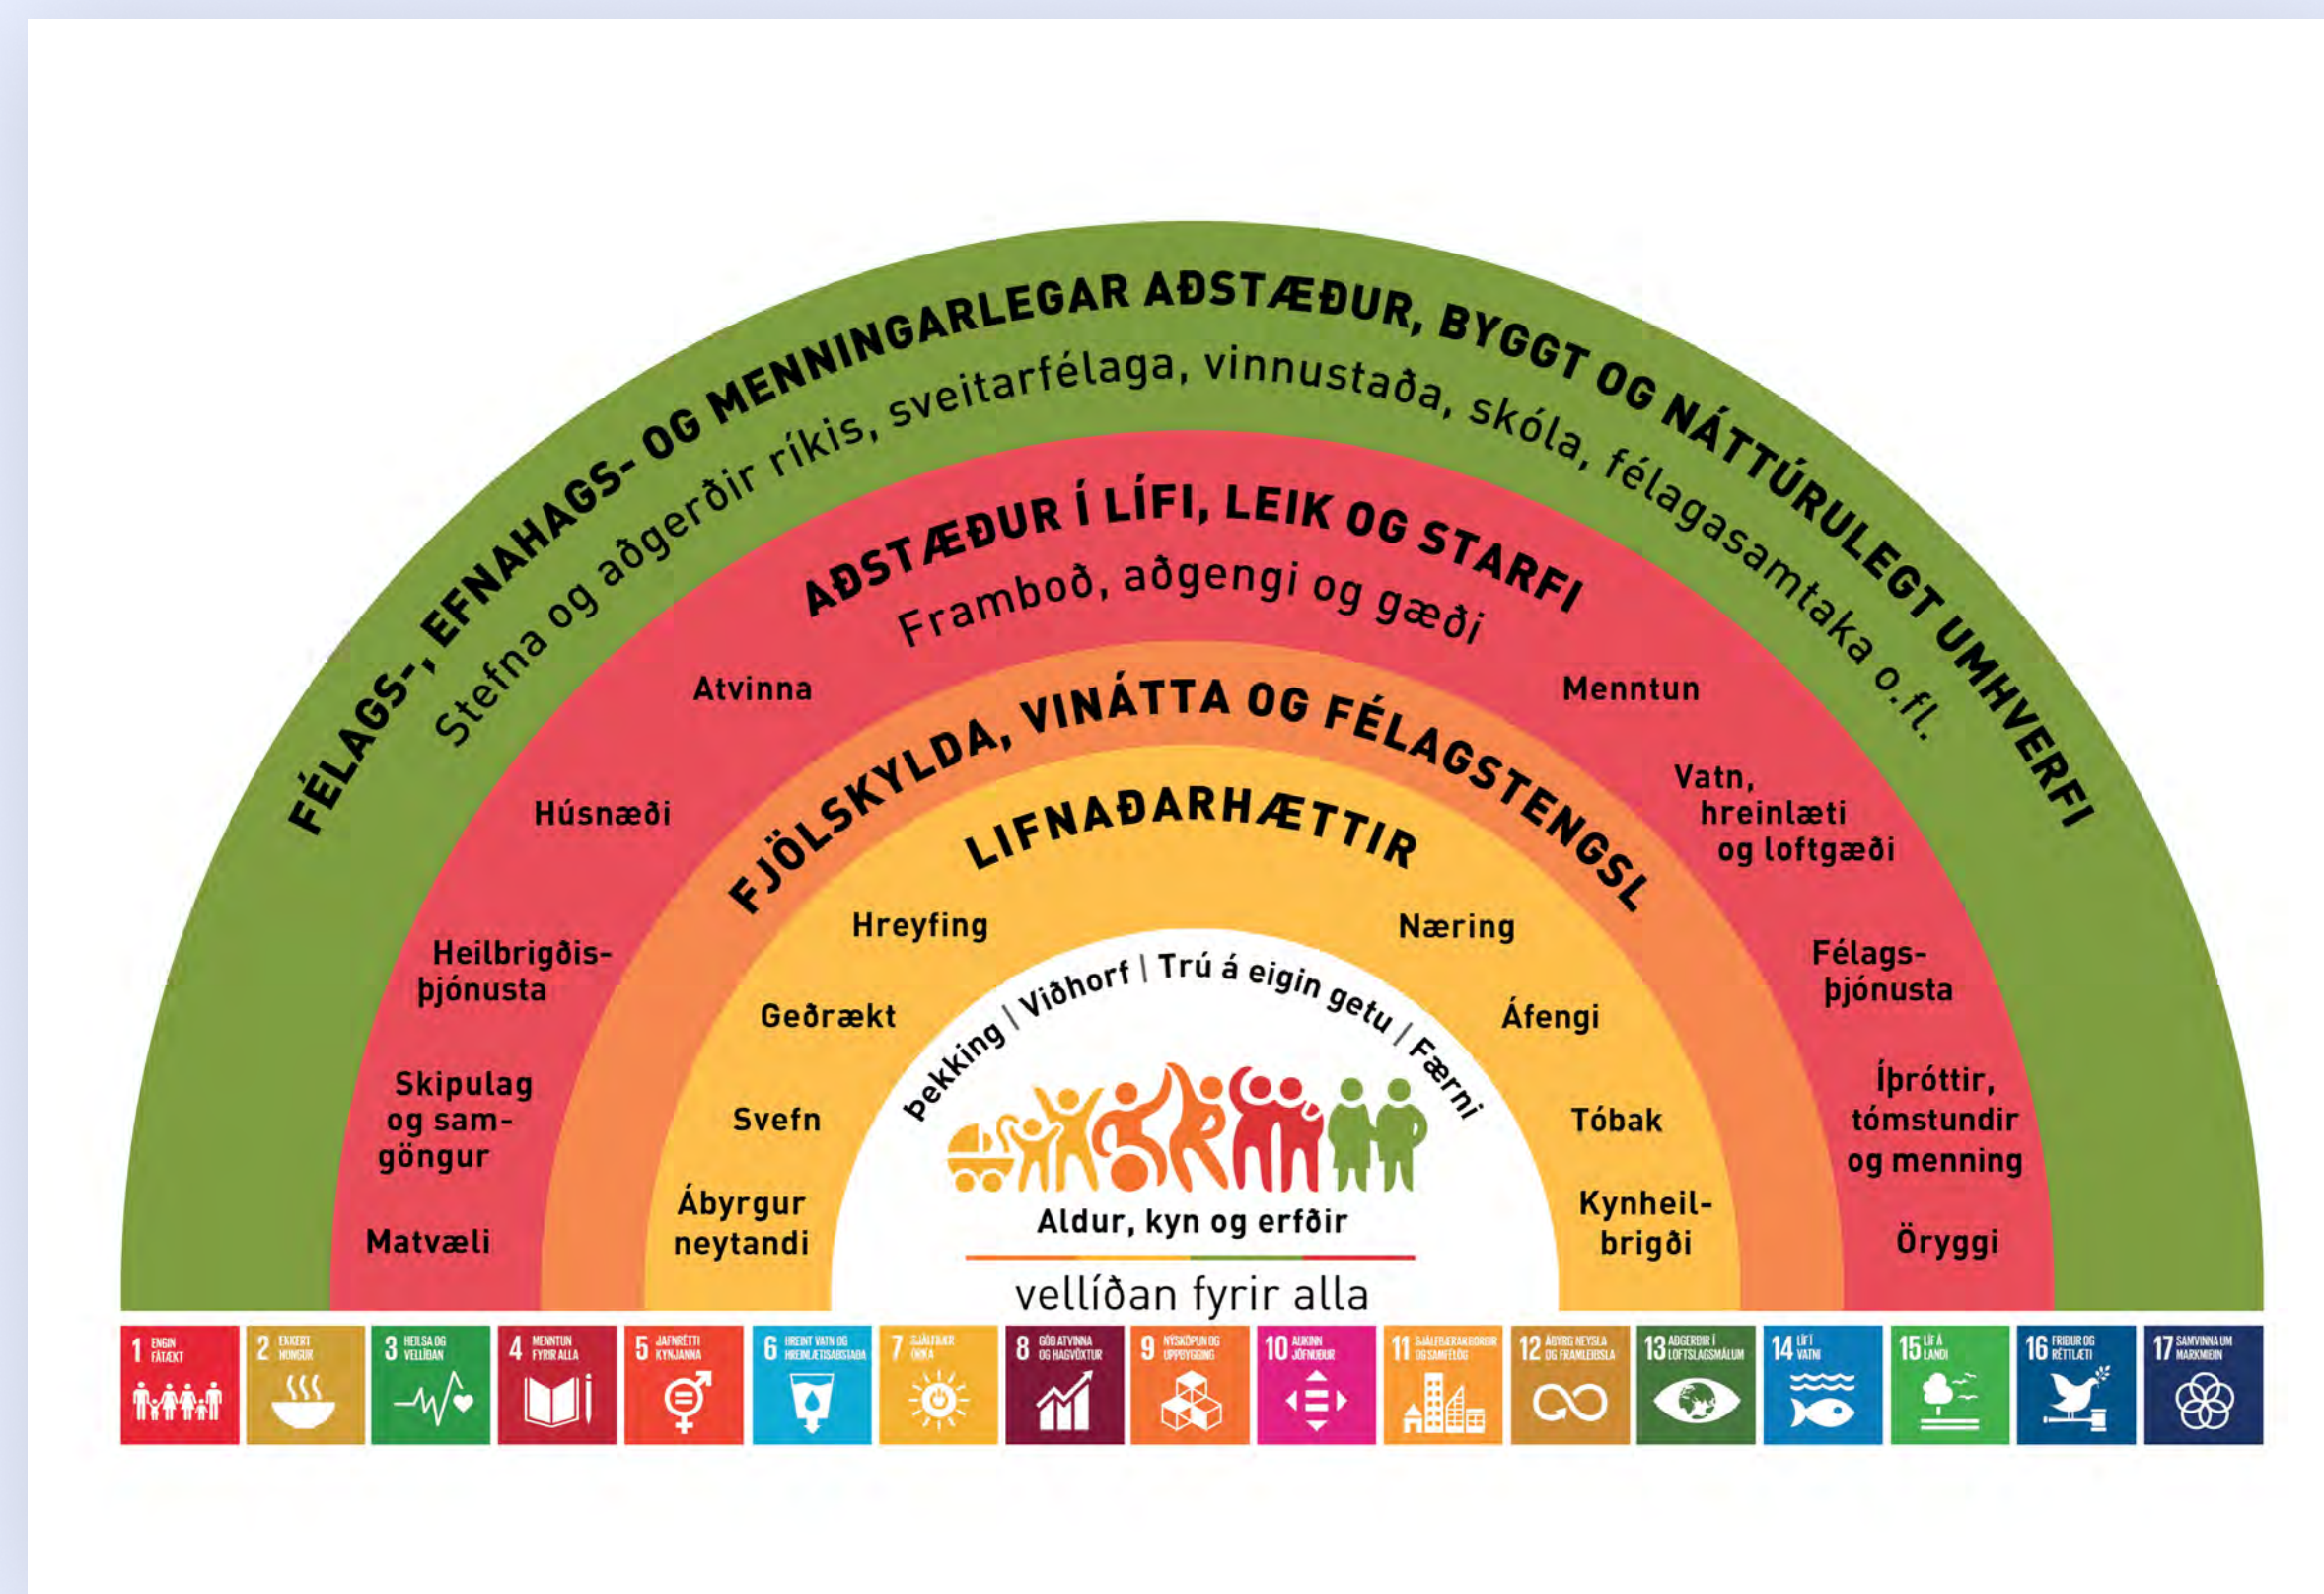 FÉLAGS-, EFNAHAGS- OG MENNINGARLEGAR AÐSTÆÐUR, BYGGT OG NÁTTÚRULEGT UMHVERFI
Stefna og aðgerðir ríkis, sveitarfélaga, vinnustaða, skóla, félagasamtaka o.fl.
AÐSTÆÐUR Í LÍFI, LEIK OG STARFI
Framboð, aðgengi og gæði
Atvinna
Húsnæði
Heilbrigðis-
þjónusta
Skipulag
og sam-
göngur
Matvæli
Menntun
Vatn,
hreinlæti
og loftgæði
Félags-
þjónusta
Íþróttir,
tómstundir
og menning
Öryggi
FJÖLSKYLDA, VINÁTTA OG FÉLAGSTENGSL
LIFNAÐARHÆTTIR
Hreyfing
Geðrækt
Svefn
Ábyrgur
neytandi
Næring
Áfengi
Tóbak
Kynheil-
brigði
Þekking | Viðhorf | Trú á eigin getu | Færni
Aldur, kyn og erfðir
vellíðan fyrir alla
1 ENGIN
FÁTÆKT
2 EKKERT
HUNGUR
3 HEILSA OG
VELLÍÐAN
4 MENNTUN
FYRIR ALLA
5 JAFNRÉTTI
KYNJANNA
6 HREINT VATN OG
HREINLÆTISAÐSTAÐA
7 SJÁLFBÆR
ORKA
8 GÓÐ ATVINNA
OG HAGVÖXTUR
9 NÝSKÖPUN OG
UPPBYGGING
10 AUKINN
JÖFNUÐUR
11 SJÁLFBÆRAR BORGIR
OG SAMFÉLÖG
12 ÁBYRG NEYSLA
OG FRAMLEIÐSLA
13 AÐGERÐIR Í
LOFTSLAGSMÁLUM
14 LÍF Í
VATNI
15 LÍF Á
LANDI
16 FRIÐUR OG
RÉTTLÆTI
17 SAMVINNA UM
MARKMIÐIN